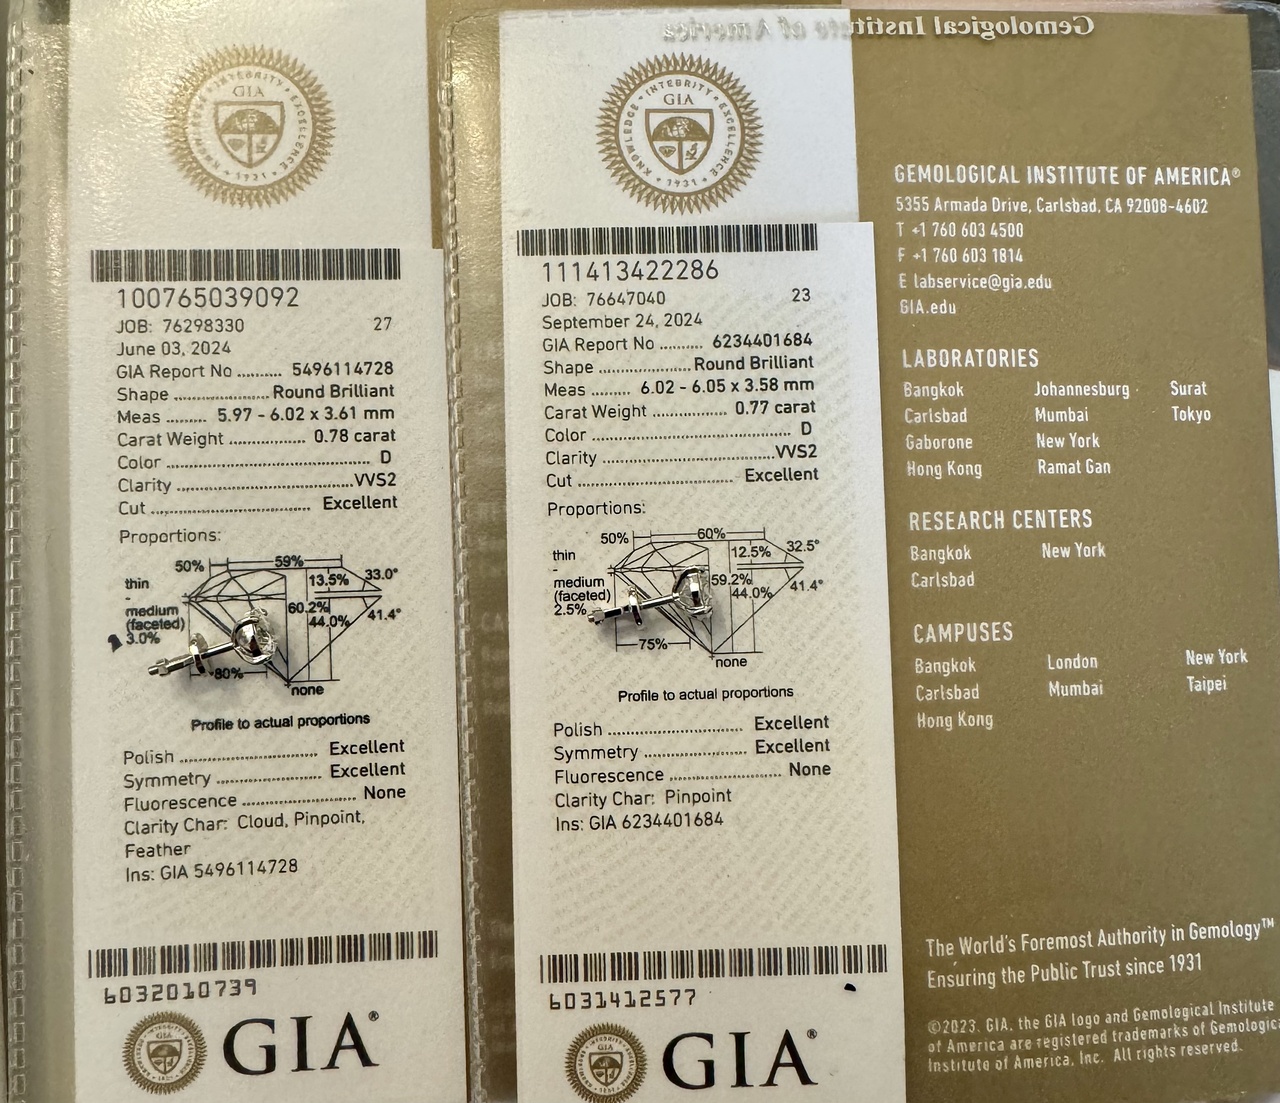 KNOWLEDGE • INTEGRITY • EXCELLENCE
GIA
1931
100765039092
JOB: 76298330 27
June 03, 2024
GIA Report No .......... 5496114728
Shape ........................ Round Brilliant
Meas ......... 5.97 - 6.02 x 3.61 mm
Carat Weight ................... 0.78 carat
Color ...................................................... D
Clarity ............................................... VVS2
Cut .......................................... Excellent
Proportions:
50% 59%
13.5% 33.0°
thin
-
medium
(faceted)
3.0%
60.2%
44.0% 41.4°
80%
none
Profile to actual proportions
Polish ................................... Excellent
Symmetry ........................... Excellent
Fluorescence ............................. None
Clarity Char: Cloud, Pinpoint,
Feather
Ins: GIA 5496114728
6032010739
GIA®
Gemological Institute of America
KNOWLEDGE • INTEGRITY • EXCELLENCE
GIA
1931
111413422286
JOB: 76647040 23
September 24, 2024
GIA Report No .......... 6234401684
Shape ........................ Round Brilliant
Meas ......... 6.02 - 6.05 x 3.58 mm
Carat Weight ................... 0.77 carat
Color ...................................................... D
Clarity ............................................... VVS2
Cut .......................................... Excellent
Proportions:
50% 60%
12.5% 32.5°
thin
-
medium
(faceted)
2.5%
59.2%
44.0% 41.4°
75%
none
Profile to actual proportions
Polish ................................... Excellent
Symmetry ........................... Excellent
Fluorescence ............................. None
Clarity Char: Pinpoint
Ins: GIA 6234401684
6031412577
GIA®
GEMOLOGICAL INSTITUTE OF AMERICA®
5355 Armada Drive, Carlsbad, CA 92008-4602
T +1 760 603 4500
F +1 760 603 1814
E labservice@gia.edu
GIA.edu
LABORATORIES
Bangkok Johannesburg Surat
Carlsbad Mumbai Tokyo
Gaborone New York
Hong Kong Ramat Gan
RESEARCH CENTERS
Bangkok New York
Carlsbad
CAMPUSES
Bangkok London New York
Carlsbad Mumbai Taipei
Hong Kong
The World's Foremost Authority in Gemology™
Ensuring the Public Trust since 1931
©2023. GIA, the GIA logo and Gemological Institute
of America are registered trademarks of Gemological
Institute of America, Inc. All rights reserved.